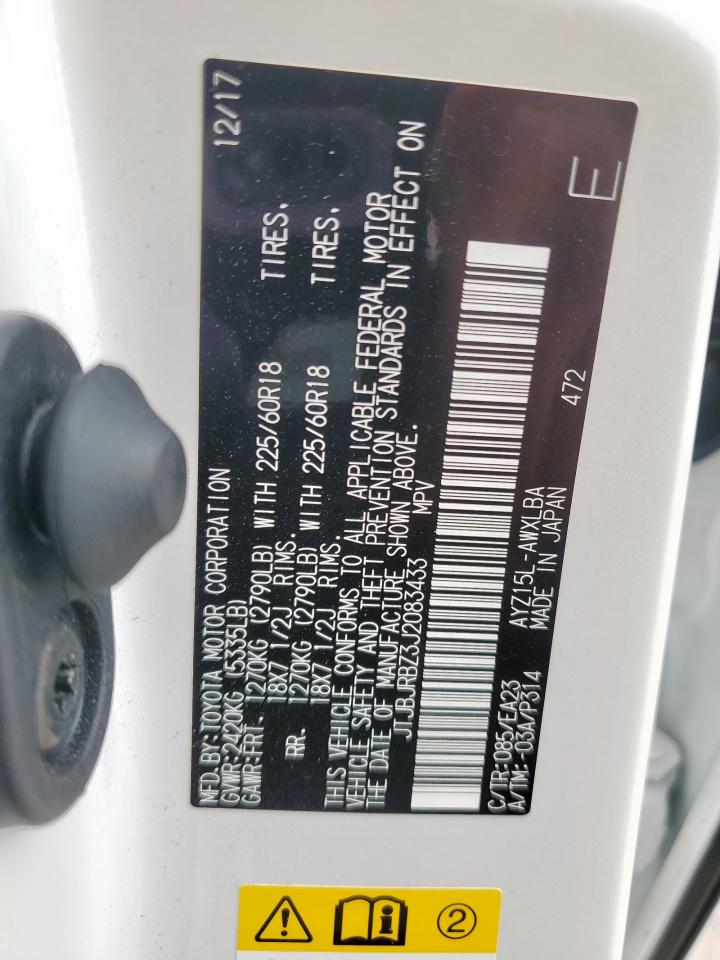 MFD.BY:TOYOTA MOTOR CORPORATION 12/17
GVWR:2420KG (5335LB)
GAWR:FRT. 1270KG (2790LB) WITH 225/60R18 TIRES,
18X7 1/2J RIMS.
RR. 1270KG (2790LB) WITH 225/60R18 TIRES,
18X7 1/2J RIMS.
THIS VEHICLE CONFORMS TO ALL APPLICABLE FEDERAL MOTOR
VEHICLE SAFETY AND THEFT PREVENTION STANDARDS IN EFFECT ON
THE DATE OF MANUFACTURE SHOWN ABOVE.
JTJBJRBZ3J2083433 MPV
C/TR:085/EA23 AYZ15L-AWXLBA 472 E
A/TM:-03A/P314 MADE IN JAPAN
2